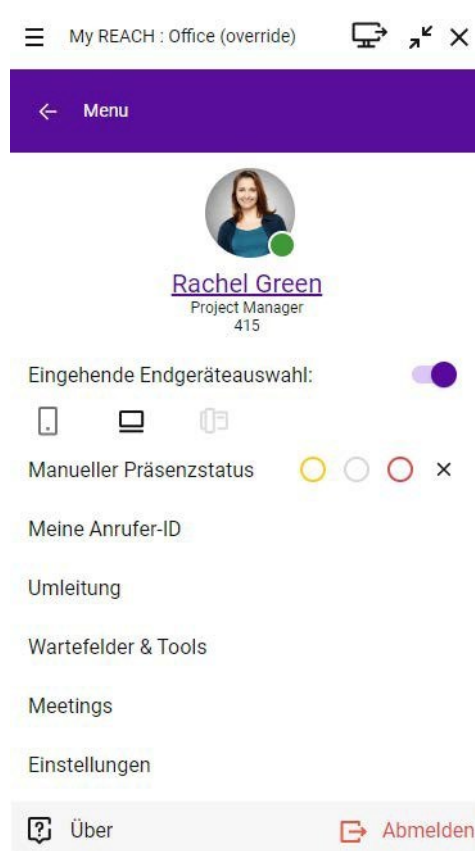 My REACH : Office (override)
Menu
Rachel Green
Project Manager
415
Eingehende Endgeräteauswahl:
Manueller Präsenzstatus
Meine Anrufer-ID
Umleitung
Wartefelder & Tools
Meetings
Einstellungen
Über Abmelden